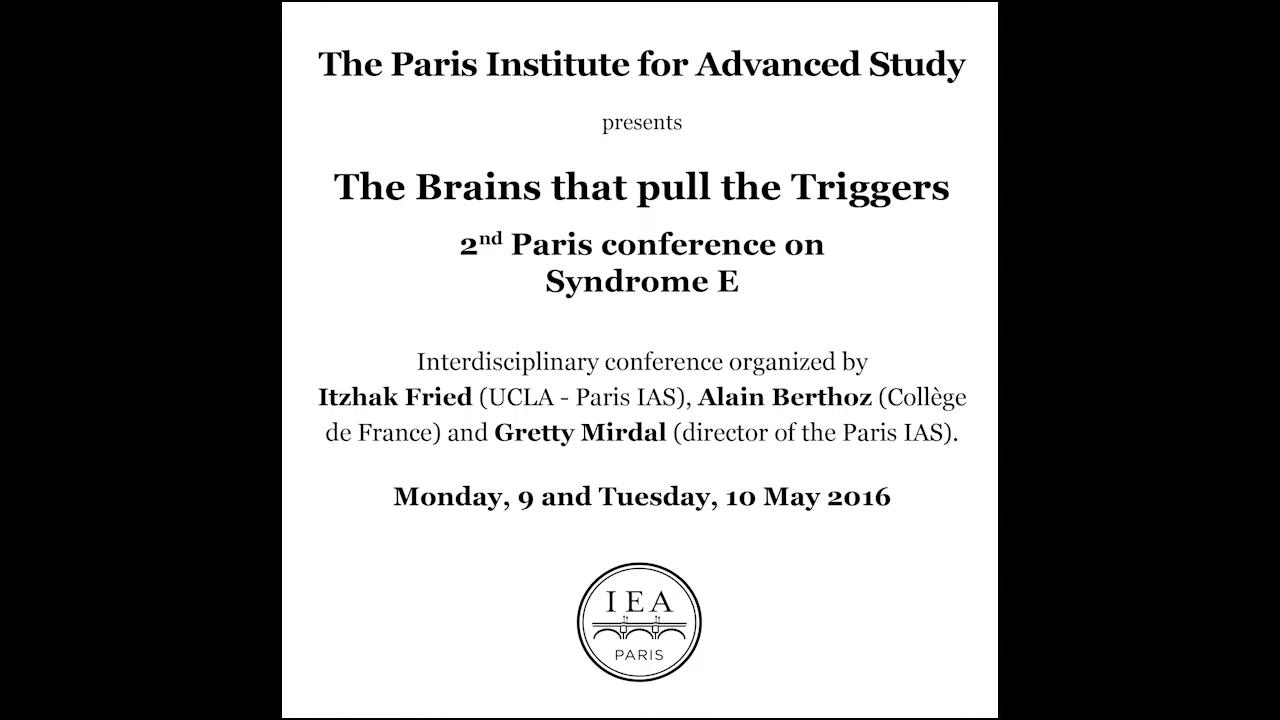 The Paris Institute for Advanced Study
presents
The Brains that pull the Triggers
2nd Paris conference on
Syndrome E
Interdisciplinary conference organized by
Itzhak Fried (UCLA - Paris IAS), Alain Berthoz (Collège
de France) and Gretty Mirdal (director of the Paris IAS).
Monday, 9 and Tuesday, 10 May 2016
IEA
PARIS